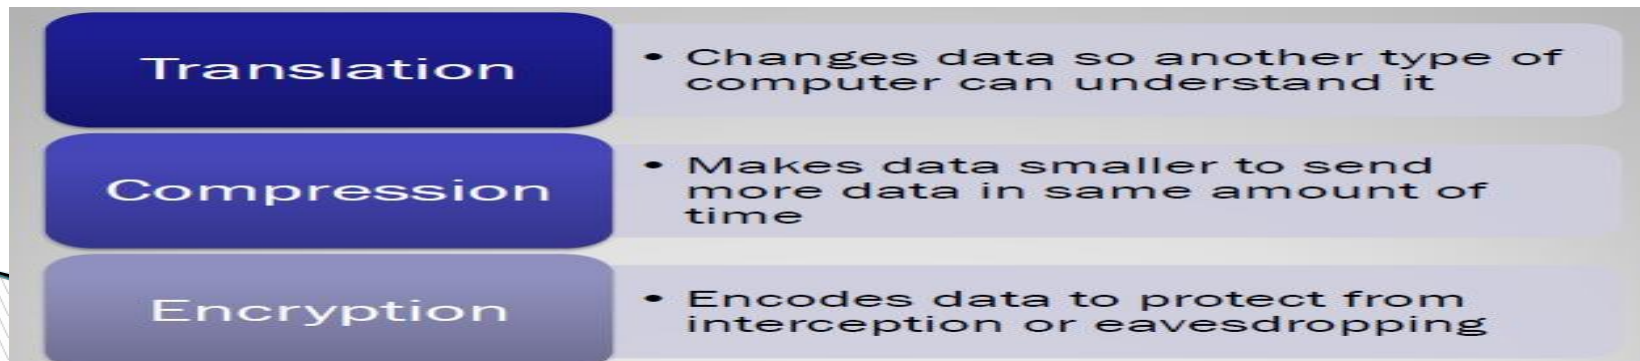 Translation
• Changes data so another type of
computer can understand it
Compression
• Makes data smaller to send
more data in same amount of
time
Encryption
• Encodes data to protect from
interception or eavesdropping